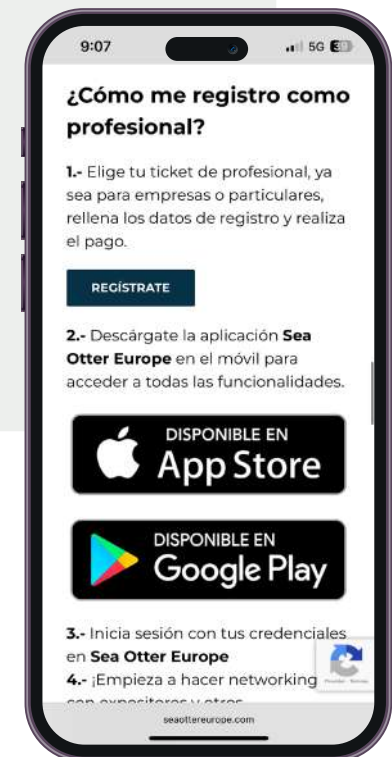 9:07
5G
¿Cómo me registro como
profesional?
1.- Elige tu ticket de profesional, ya
sea para empresas o particulares,
rellena los datos de registro y realiza
el pago.
REGÍSTRATE
2.- Descárgate la aplicación Sea
Otter Europe en el móvil para
acceder a todas las funcionalidades.
DISPONIBLE EN
App Store
DISPONIBLE EN
Google Play
3.- Inicia sesión con tus credenciales
en Sea Otter Europe
4.- ¡Empieza a hacer networking
con expositores y otros
seaottereurope.com